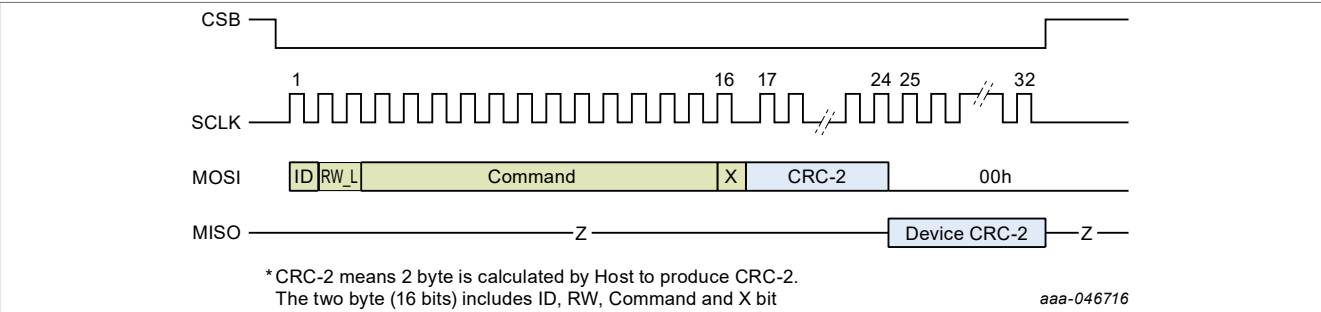 CSB
1 16 17 24 25 32
SCLK
MOSI ID RW_L Command X CRC-2 00h
MISO Z Device CRC-2 Z
*CRC-2 means 2 byte is calculated by Host to produce CRC-2.
The two byte (16 bits) includes ID, RW, Command and X bit
aaa-046716